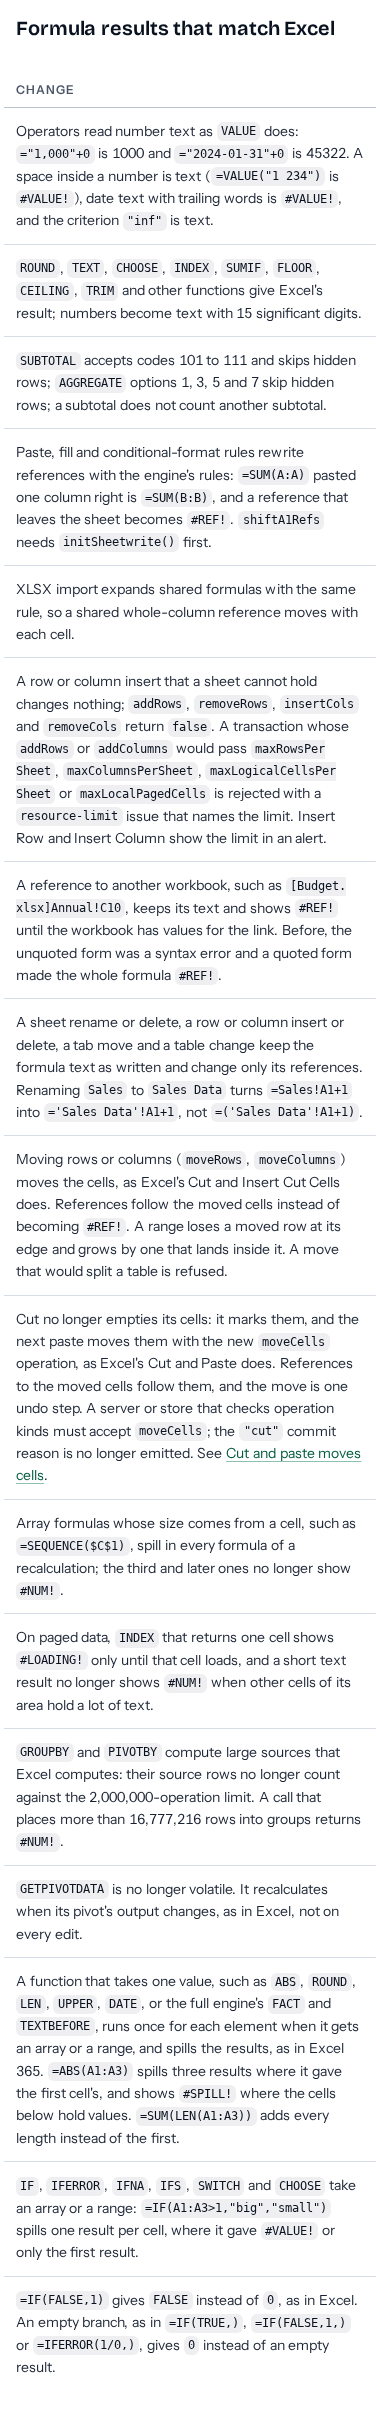 Formula results that match Excel
CHANGE
Operators read number text as VALUE does:
="1,000"+0 is 1000 and ="2024-01-31"+0 is 45322. A
space inside a number is text (=VALUE("1 234") is
#VALUE!), date text with trailing words is #VALUE!,
and the criterion "inf" is text.
ROUND, TEXT, CHOOSE, INDEX, SUMIF, FLOOR,
CEILING, TRIM and other functions give Excel's
result; numbers become text with 15 significant digits.
SUBTOTAL accepts codes 101 to 111 and skips hidden
rows; AGGREGATE options 1, 3, 5 and 7 skip hidden
rows; a subtotal does not count another subtotal.
Paste, fill and conditional-format rules rewrite
references with the engine's rules: =SUM(A:A) pasted
one column right is =SUM(B:B), and a reference that
leaves the sheet becomes #REF!. shiftA1Refs
needs initSheetwrite() first.
XLSX import expands shared formulas with the same
rule, so a shared whole-column reference moves with
each cell.
A row or column insert that a sheet cannot hold
changes nothing; addRows, removeRows, insertCols
and removeCols return false. A transaction whose
addRows or addColumns would pass maxRowsPer
Sheet, maxColumnsPerSheet, maxLogicalCellsPer
Sheet or maxLocalPagedCells is rejected with a
resource-limit issue that names the limit. Insert
Row and Insert Column show the limit in an alert.
A reference to another workbook, such as [Budget.
xlsx]Annual!C10, keeps its text and shows #REF!
until the workbook has values for the link. Before, the
unquoted form was a syntax error and a quoted form
made the whole formula #REF!.
A sheet rename or delete, a row or column insert or
delete, a tab move and a table change keep the
formula text as written and change only its references.
Renaming Sales to Sales Data turns =Sales!A1+1
into ='Sales Data'!A1+1, not =('Sales Data'!A1+1).
Moving rows or columns (moveRows, moveColumns)
moves the cells, as Excel's Cut and Insert Cut Cells
does. References follow the moved cells instead of
becoming #REF!. A range loses a moved row at its
edge and grows by one that lands inside it. A move
that would split a table is refused.
Cut no longer empties its cells: it marks them, and the
next paste moves them with the new moveCells
operation, as Excel's Cut and Paste does. References
to the moved cells follow them, and the move is one
undo step. A server or store that checks operation
kinds must accept moveCells; the "cut" commit
reason is no longer emitted. See Cut and paste moves
cells.
Array formulas whose size comes from a cell, such as
=SEQUENCE($C$1), spill in every formula of a
recalculation; the third and later ones no longer show
#NUM!.
On paged data, INDEX that returns one cell shows
#LOADING! only until that cell loads, and a short text
result no longer shows #NUM! when other cells of its
area hold a lot of text.
GROUPBY and PIVOTBY compute large sources that
Excel computes: their source rows no longer count
against the 2,000,000-operation limit. A call that
places more than 16,777,216 rows into groups returns
#NUM!.
GETPIVOTDATA is no longer volatile. It recalculates
when its pivot's output changes, as in Excel, not on
every edit.
A function that takes one value, such as ABS, ROUND,
LEN, UPPER, DATE, or the full engine's FACT and
TEXTBEFORE, runs once for each element when it gets
an array or a range, and spills the results, as in Excel
365. =ABS(A1:A3) spills three results where it gave
the first cell's, and shows #SPILL! where the cells
below hold values. =SUM(LEN(A1:A3)) adds every
length instead of the first.
IF, IFERROR, IFNA, IFS, SWITCH and CHOOSE take
an array or a range: =IF(A1:A3>1,"big","small")
spills one result per cell, where it gave #VALUE! or
only the first result.
=IF(FALSE,1) gives FALSE instead of 0, as in Excel.
An empty branch, as in =IF(TRUE,), =IF(FALSE,1,)
or =IFERROR(1/0,), gives 0 instead of an empty
result.